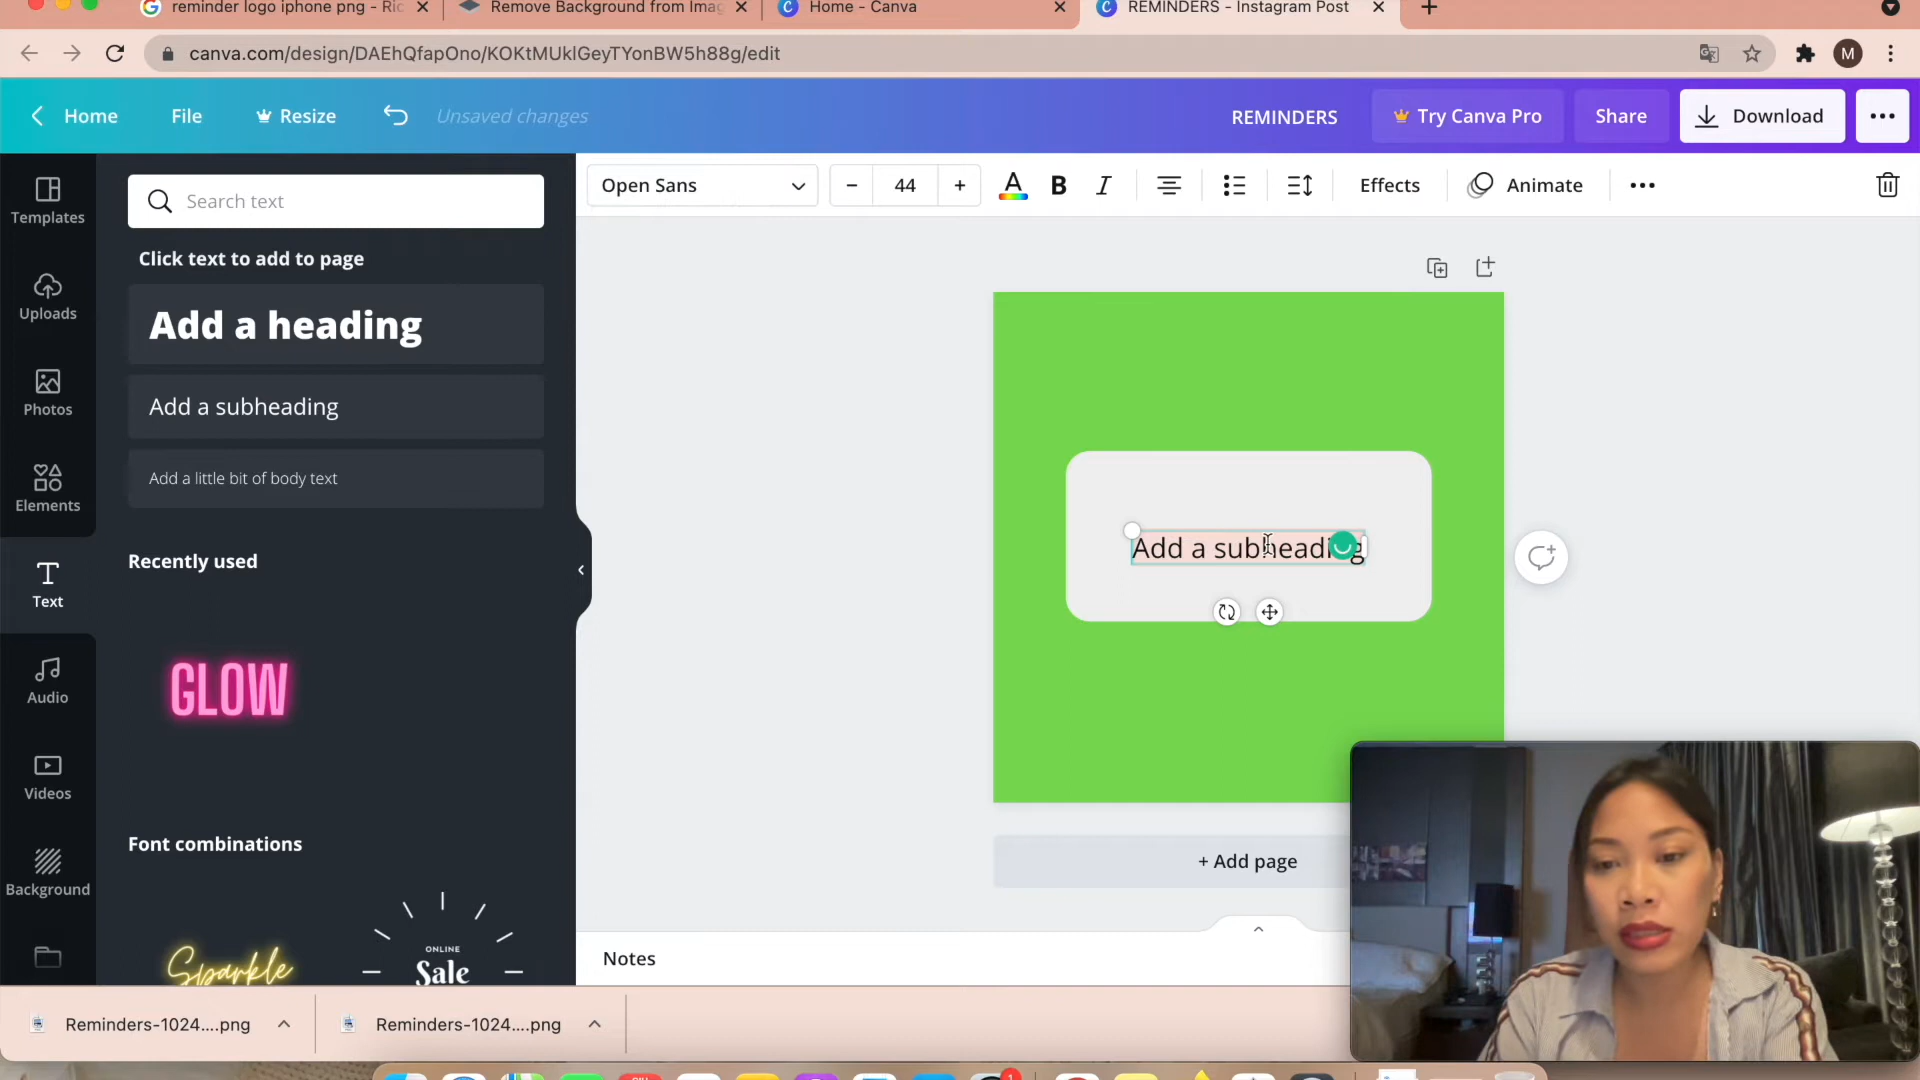 reminder logo iphone png - Ric
Remove Background from Imag
Home - Canva
REMINDERS - Instagram Post
canva.com/design/DAEhQfapOno/KOKtMUklGeyTYonBW5h88g/edit
M
Home
File
Resize
Unsaved changes
REMINDERS
Try Canva Pro
Share
Download
Open Sans
44
A
B
I
Effects
Animate
Templates
Uploads
Photos
Elements
Text
Audio
Videos
Background
Search text
Click text to add to page
Add a heading
Add a subheading
Add a little bit of body text
Recently used
GLOW
Font combinations
Sparkle
ONLINE
Sale
Add a subheading
+ Add page
Notes
Reminders-1024....png
Reminders-1024....png
1